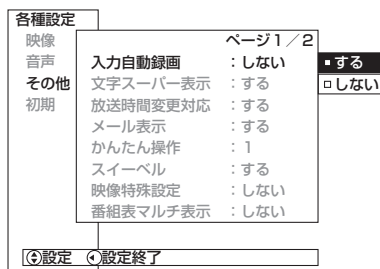 各種設定
映像
音声
その他
初期
ページ1／2
入力自動録画 ：しない
文字スーパー表示 ：する
放送時間変更対応 ：する
メール表示 ：する
かんたん操作 ：1
スイーベル ：する
映像特殊設定 ：しない
番組表マルチ表示 ：しない
する
しない
設定 設定終了